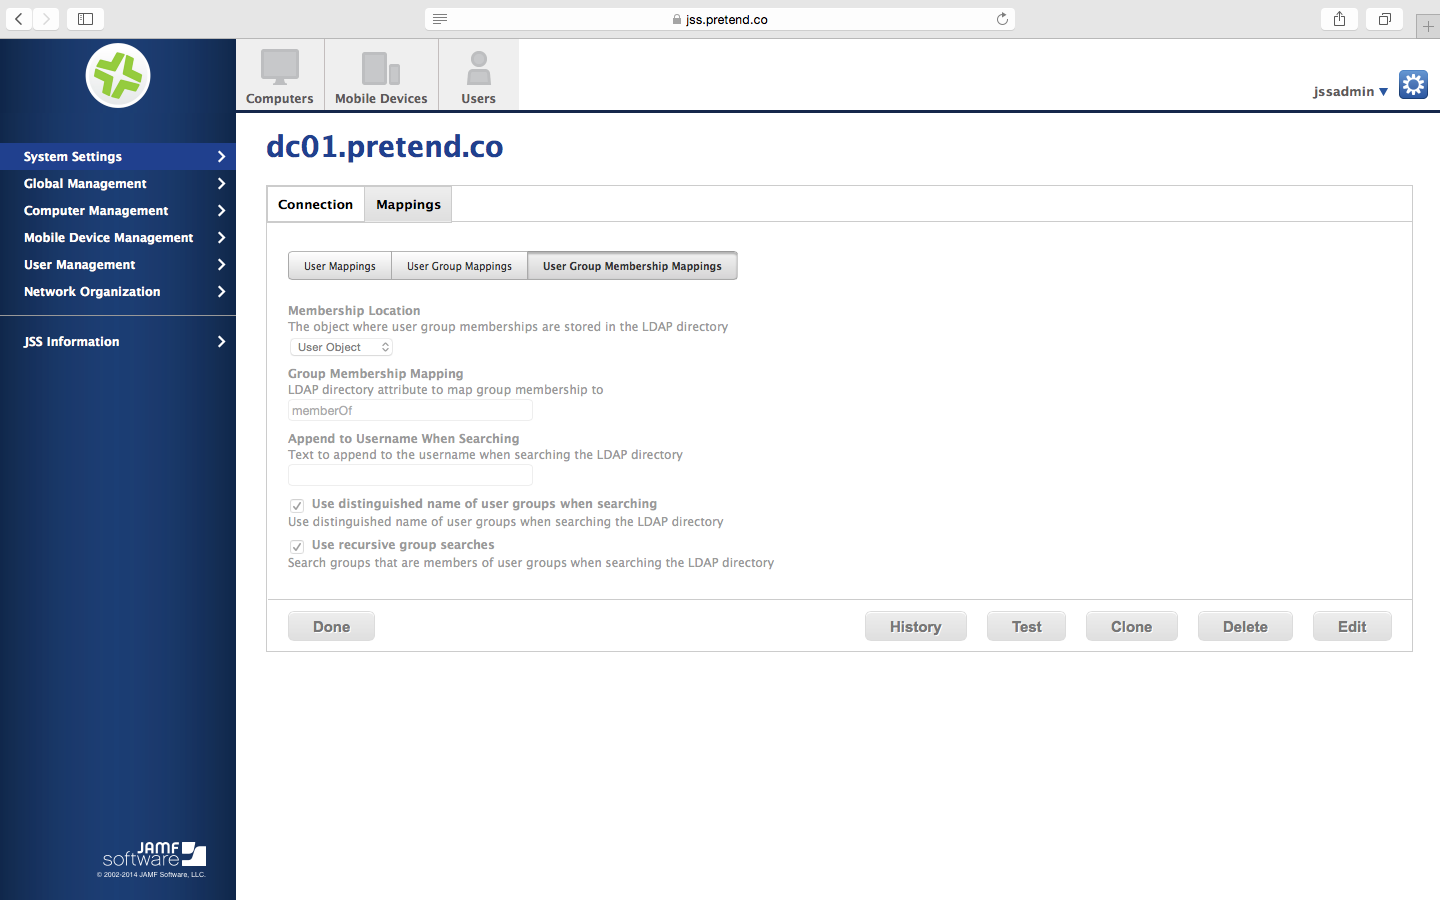 jss.pretend.co
Computers
Mobile Devices
Users
jssadmin
System Settings
Global Management
Computer Management
Mobile Device Management
User Management
Network Organization
JSS Information
dc01.pretend.co
Connection
Mappings
User Mappings
User Group Mappings
User Group Membership Mappings
Membership Location
The object where user group memberships are stored in the LDAP directory
User Object
Group Membership Mapping
LDAP directory attribute to map group membership to
memberOf
Append to Username When Searching
Text to append to the username when searching the LDAP directory
Use distinguished name of user groups when searching
Use distinguished name of user groups when searching the LDAP directory
Use recursive group searches
Search groups that are members of user groups when searching the LDAP directory
Done
History
Test
Clone
Delete
Edit
JAMF
software
© 2002-2014 JAMF Software, LLC.